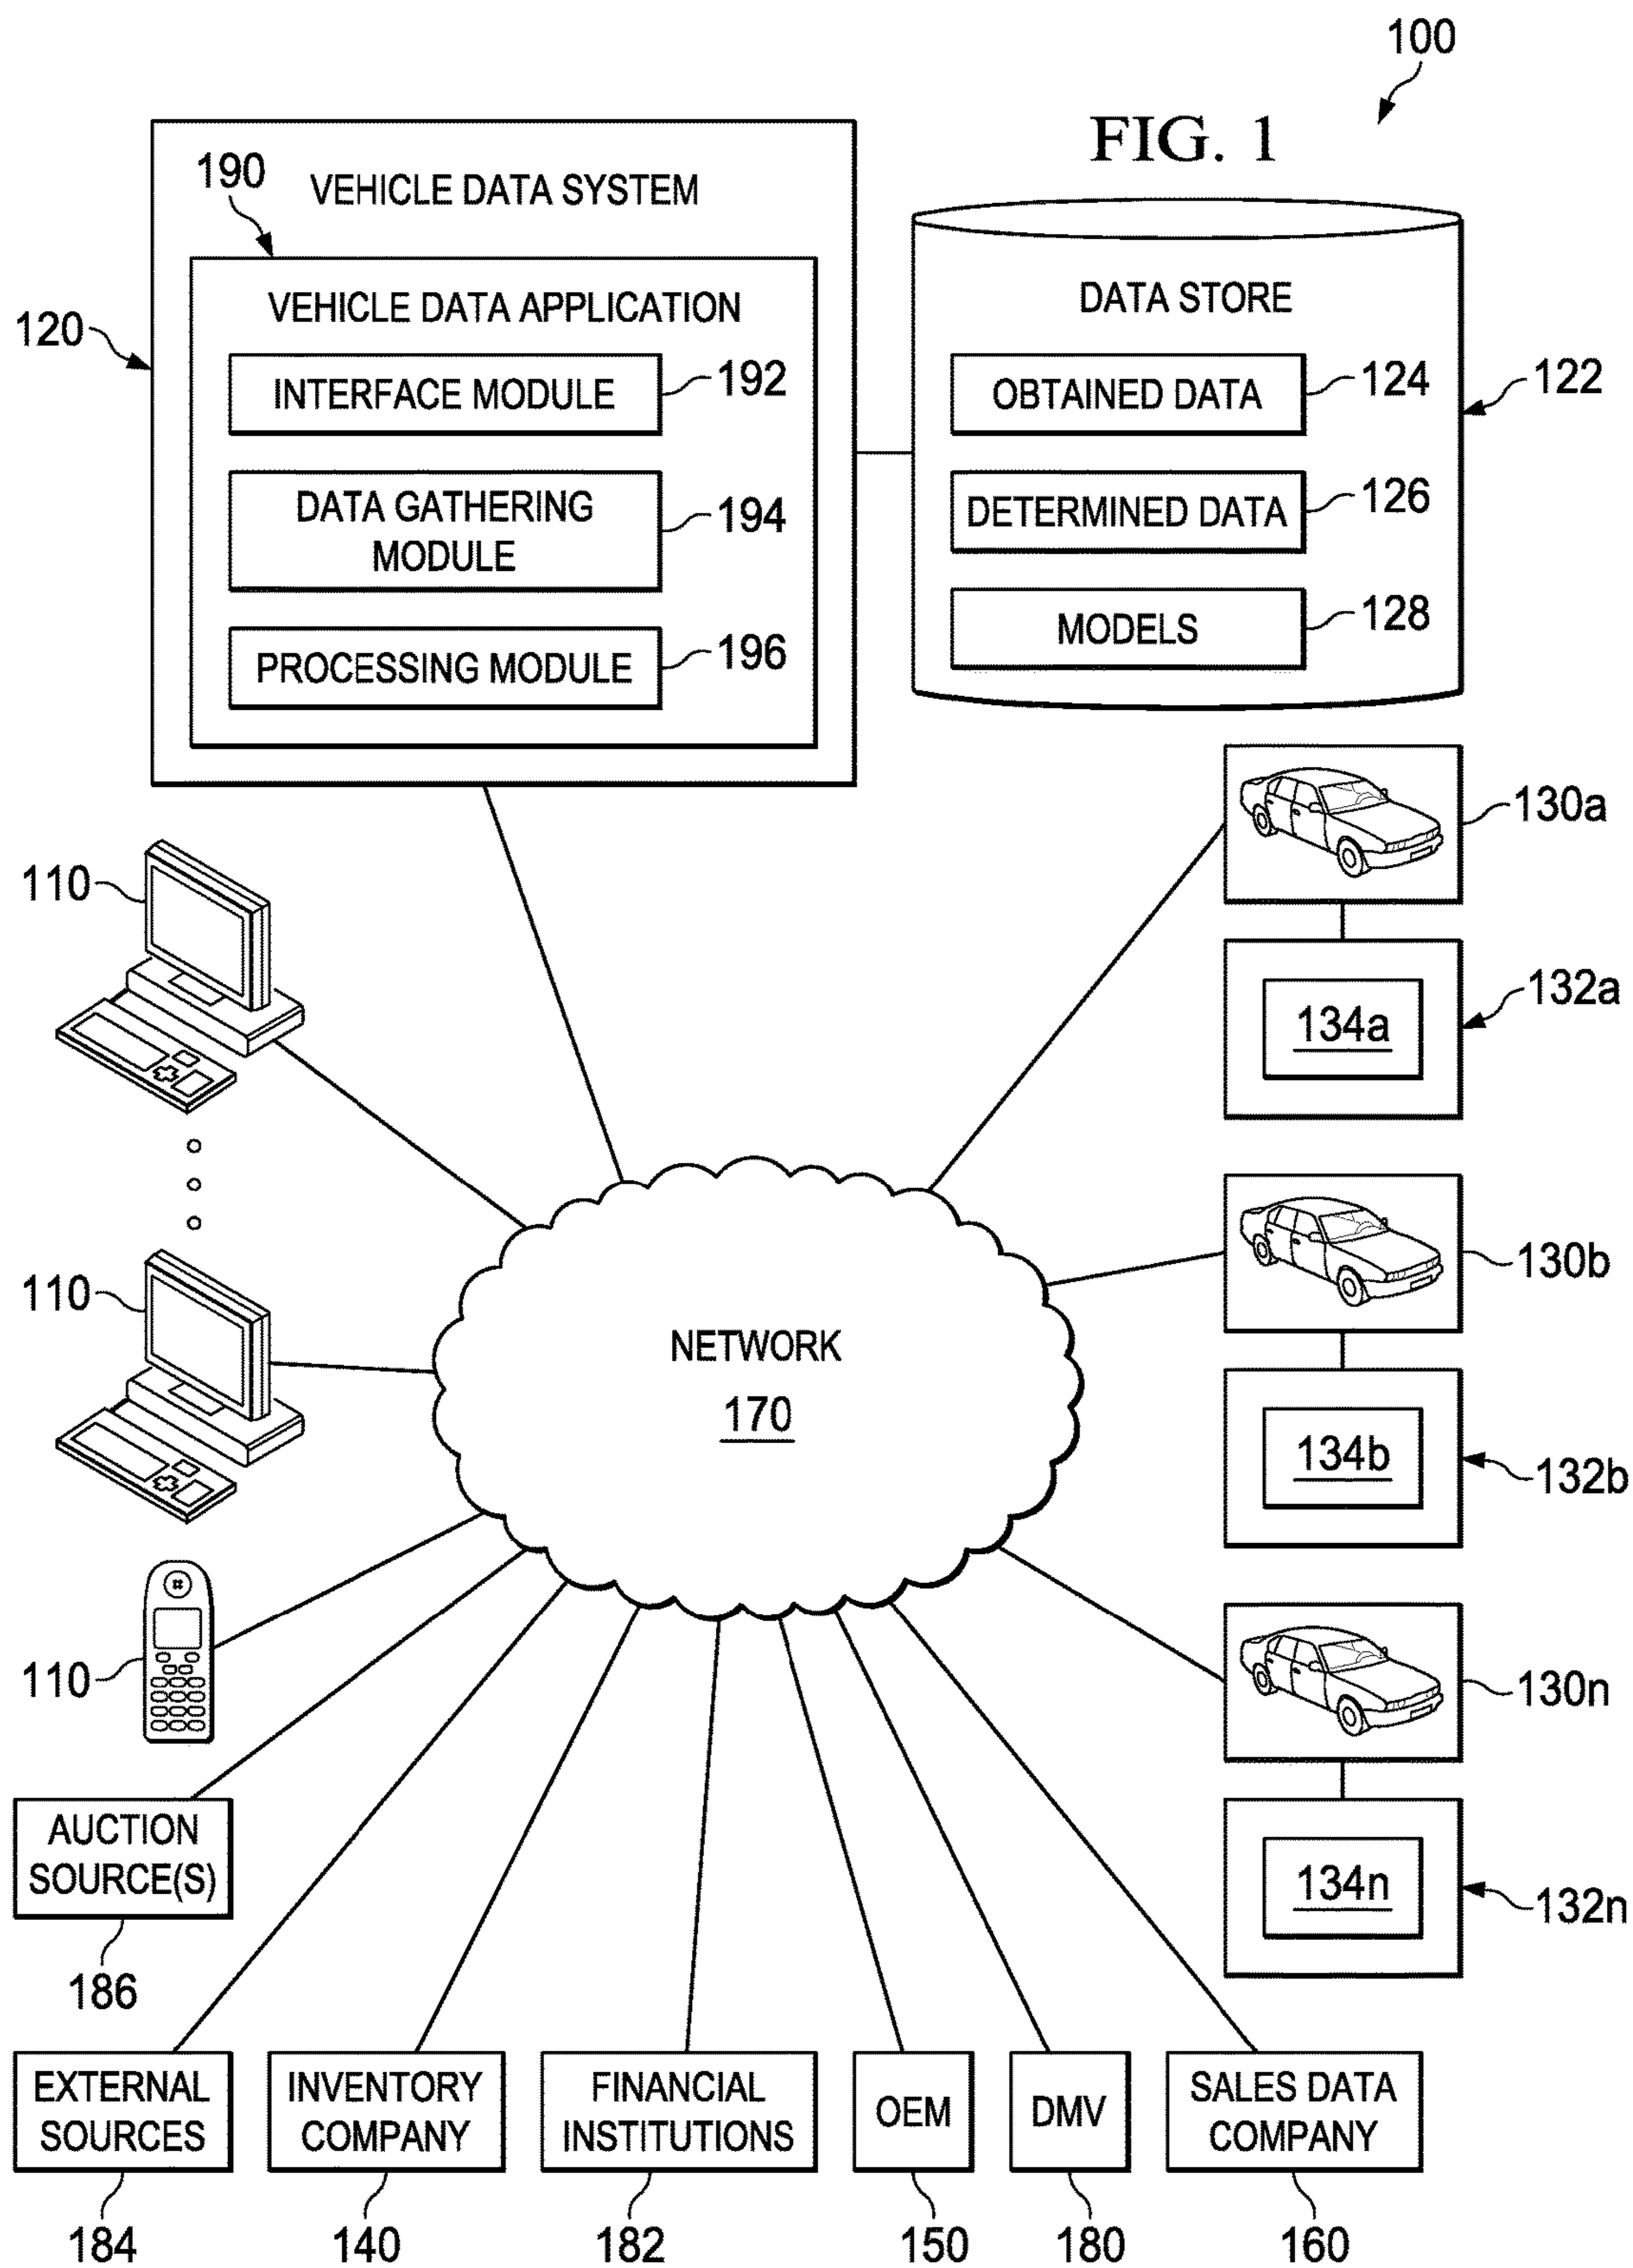 100
FIG. 1
VEHICLE DATA SYSTEM
190
VEHICLE DATA APPLICATION
120
INTERFACE MODULE
192
DATA GATHERING
MODULE
194
PROCESSING MODULE
196
DATA STORE
122
OBTAINED DATA
124
DETERMINED DATA
126
MODELS
128
130a
132a
134a
110
110
110
NETWORK
170
130b
134b
132b
130n
134n
132n
AUCTION
SOURCE(S)
186
EXTERNAL
SOURCES
184
INVENTORY
COMPANY
140
FINANCIAL
INSTITUTIONS
182
OEM
150
DMV
180
SALES DATA
COMPANY
160